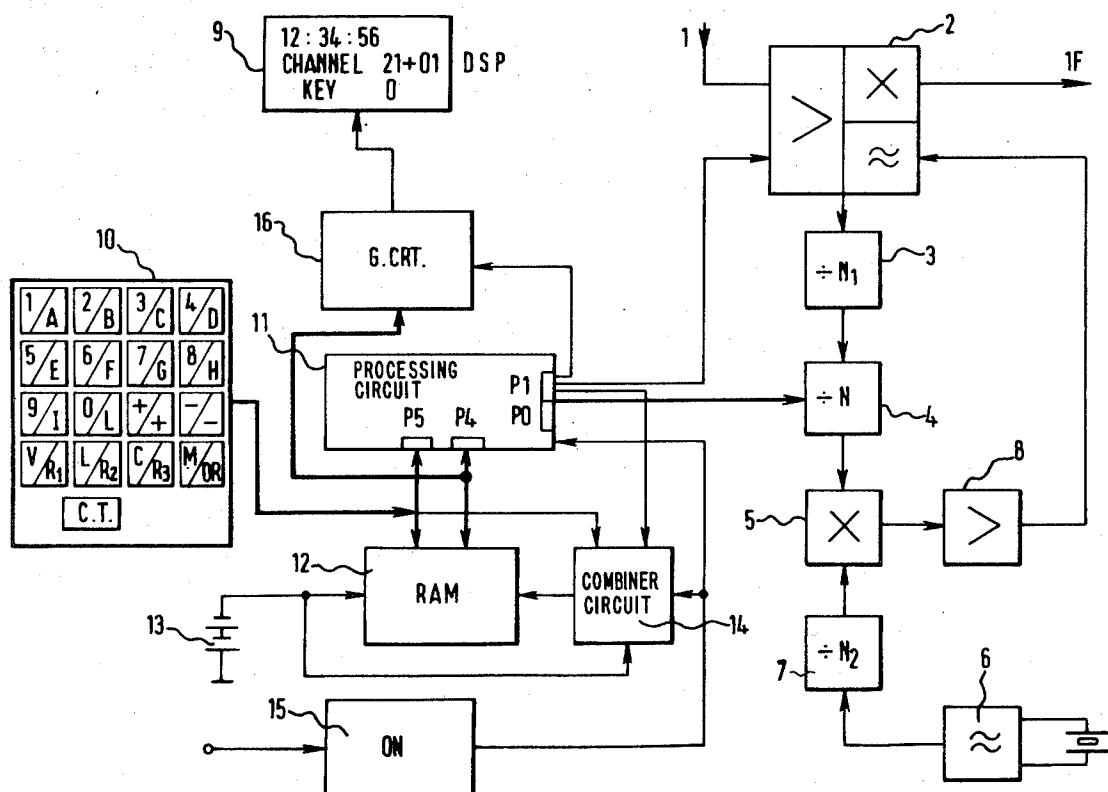 9
12:34:56
CHANNEL 21+01
KEY 0
DSP
1
2
1F
16
G.CRT.
÷N1
3
10
1/A 2/B 3/C 4/D
5/E 6/F 7/G 8/H
9/I 0/L +/+ -/-
V/R1 L/R2 C/R3 M/DR
C.T.
11
PROCESSING
CIRCUIT
P1
P5 P4 P0
÷N
4
5
8
12
RAM
COMBINER
CIRCUIT
14
13
÷N2
7
6
15
ON